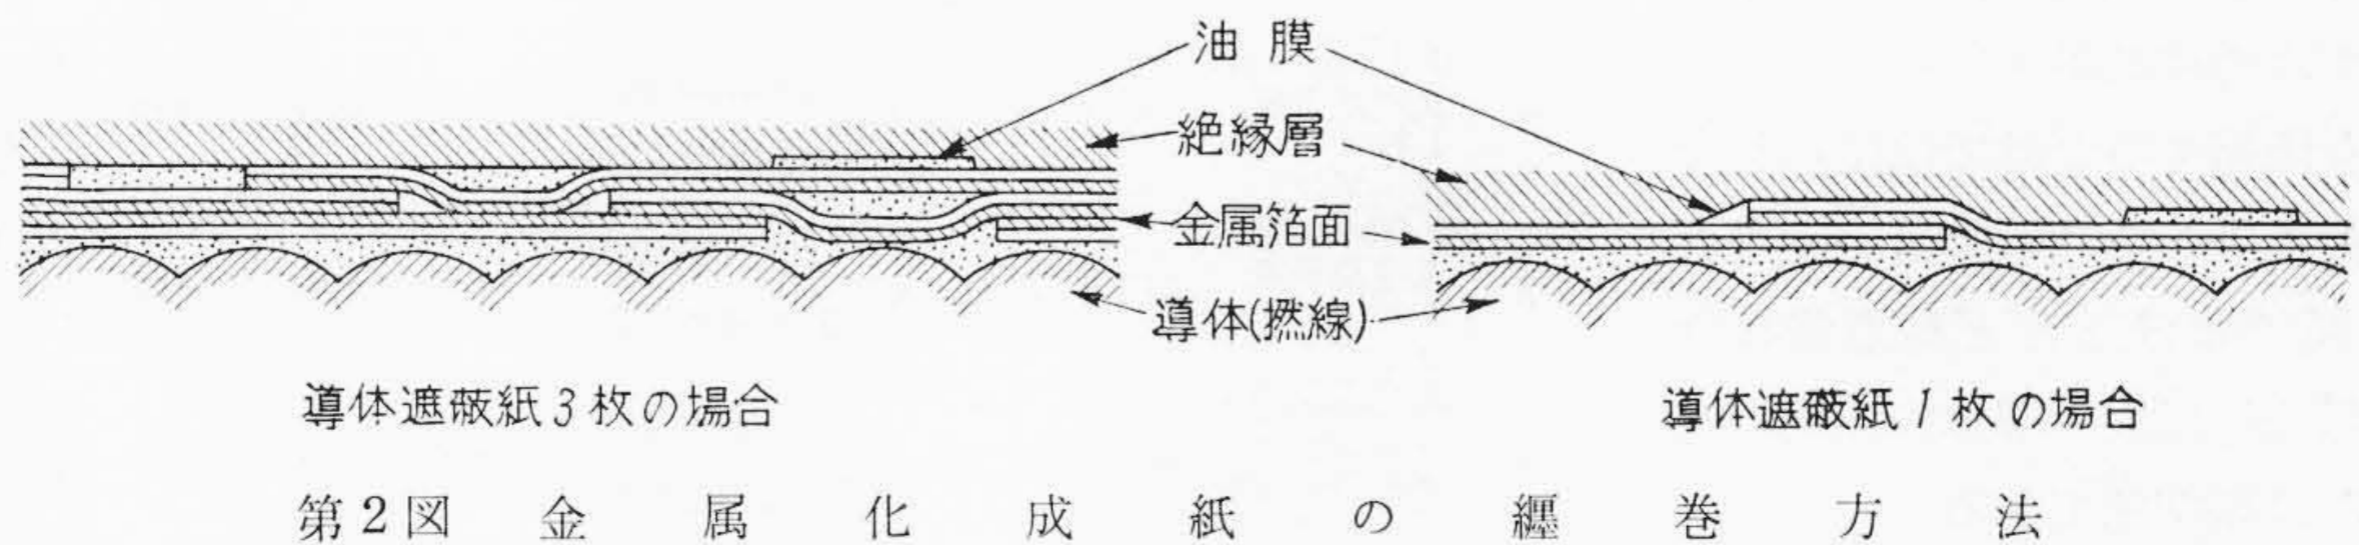 油膜
絶縁層
金属箔面
導体(撚線)
導体遮蔽紙3枚の場合
導体遮蔽紙1枚の場合
第2図 金属化成紙の纒巻方法